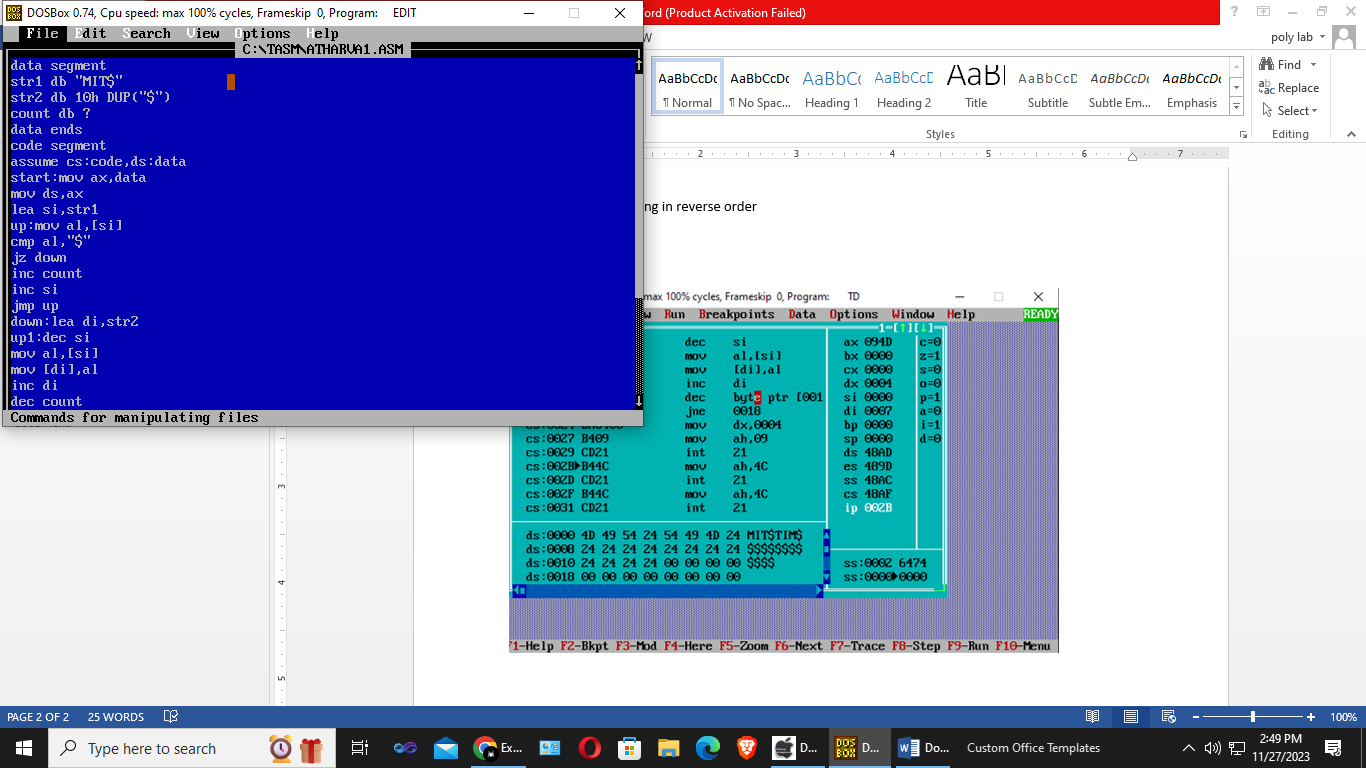 DOSBox 0.74, Cpu speed: max 100% cycles, Frameskip 0, Program: EDIT
ord (Product Activation Failed)
File Edit Search View Options Help
C:\TASM\ATHARVA1.ASM
data segment
str1 db "MIT$"
str2 db 10h DUP("$")
count db ?
data ends
code segment
assume cs:code,ds:data
start:mov ax,data
mov ds,ax
lea si,str1
up:mov al,[si]
cmp al,"$"
jz down
inc count
inc si
jmp up
down:lea di,str2
up1:dec si
mov al,[si]
mov [di],al
inc di
dec count
Commands for manipulating files
W
poly lab
AaBbCcDc AaBbCcDc AaBbCc AaBbCcD AaBl AaBbCcD AaBbCcDc AaBbCcDc
¶ Normal ¶ No Spac... Heading 1 Heading 2 Title Subtitle Subtle Em... Emphasis
Styles
Find
Replace
Select
Editing
2 3 4 5 6 7
ng in reverse order
max 100% cycles, Frameskip 0, Program: TD
w Run Breakpoints Data Options Window Help READY
1=[↑][↓]
dec si ax 094D c=0
mov al,[si] bx 0000 z=1
mov [di],al cx 0000 s=0
inc di dx 0004 o=0
dec byte ptr [001 si 0000 p=1
jne 0018 di 0007 a=0
mov dx,0004 bp 0000 i=1
cs:0027 B409 mov ah,09 sp 0000 d=0
cs:0029 CD21 int 21 ds 48AD
cs:002B►B44C mov ah,4C es 489D
cs:002D CD21 int 21 ss 48AC
cs:002F B44C mov ah,4C cs 48AF
cs:0031 CD21 int 21 ip 002B
ds:0000 4D 49 54 24 54 49 4D 24 MIT$TIM$
ds:0008 24 24 24 24 24 24 24 24 $$$$$$$$
ds:0010 24 24 24 24 00 00 00 00 $$$$
ds:0018 00 00 00 00 00 00 00 00
ss:0002 6474
ss:0000►0000
F1-Help F2-Bkpt F3-Mod F4-Here F5-Zoom F6-Next F7-Trace F8-Step F9-Run F10-Menu
3
4
5
PAGE 2 OF 2 25 WORDS
100%
Type here to search
Ex...
D...
D...
Do...
Custom Office Templates
2:49 PM
11/27/2023